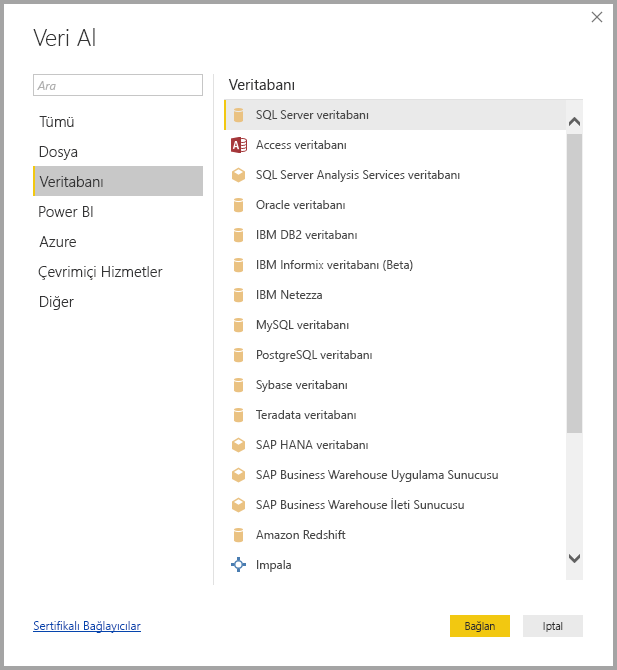 Veri Al
Ara
Tümü
Dosya
Veritabanı
Power BI
Azure
Çevrimiçi Hizmetler
Diğer
Veritabanı
SQL Server veritabanı
Access veritabanı
SQL Server Analysis Services veritabanı
Oracle veritabanı
IBM DB2 veritabanı
IBM Informix veritabanı (Beta)
IBM Netezza
MySQL veritabanı
PostgreSQL veritabanı
Sybase veritabanı
Teradata veritabanı
SAP HANA veritabanı
SAP Business Warehouse Uygulama Sunucusu
SAP Business Warehouse İleti Sunucusu
Amazon Redshift
Impala
Sertifikalı Bağlayıcılar
Bağlan
Iptal